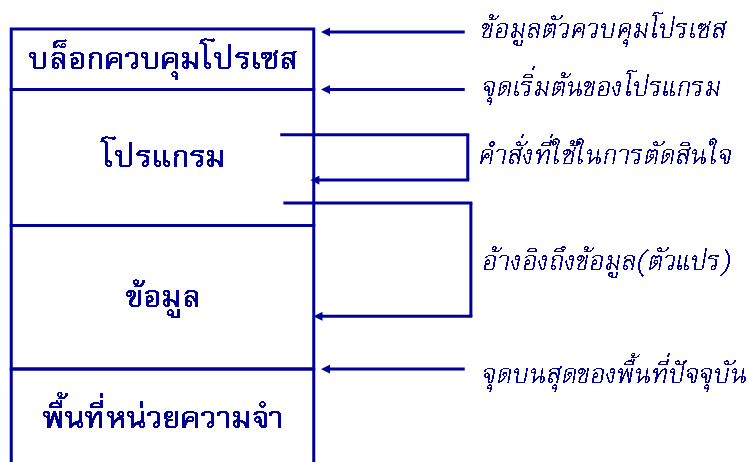 ข้อมูลตัวควบคุมโปรเซส
บล็อกควบคุมโปรเซส
จุดเริ่มต้นของโปรแกรม
โปรแกรม
คำสั่งที่ใช้ในการตัดสินใจ
อ้างอิงถึงข้อมูล(ตัวแปร)
ข้อมูล
จุดบนสุดของพื้นที่ปัจจุบัน
พื้นที่หน่วยความจำ